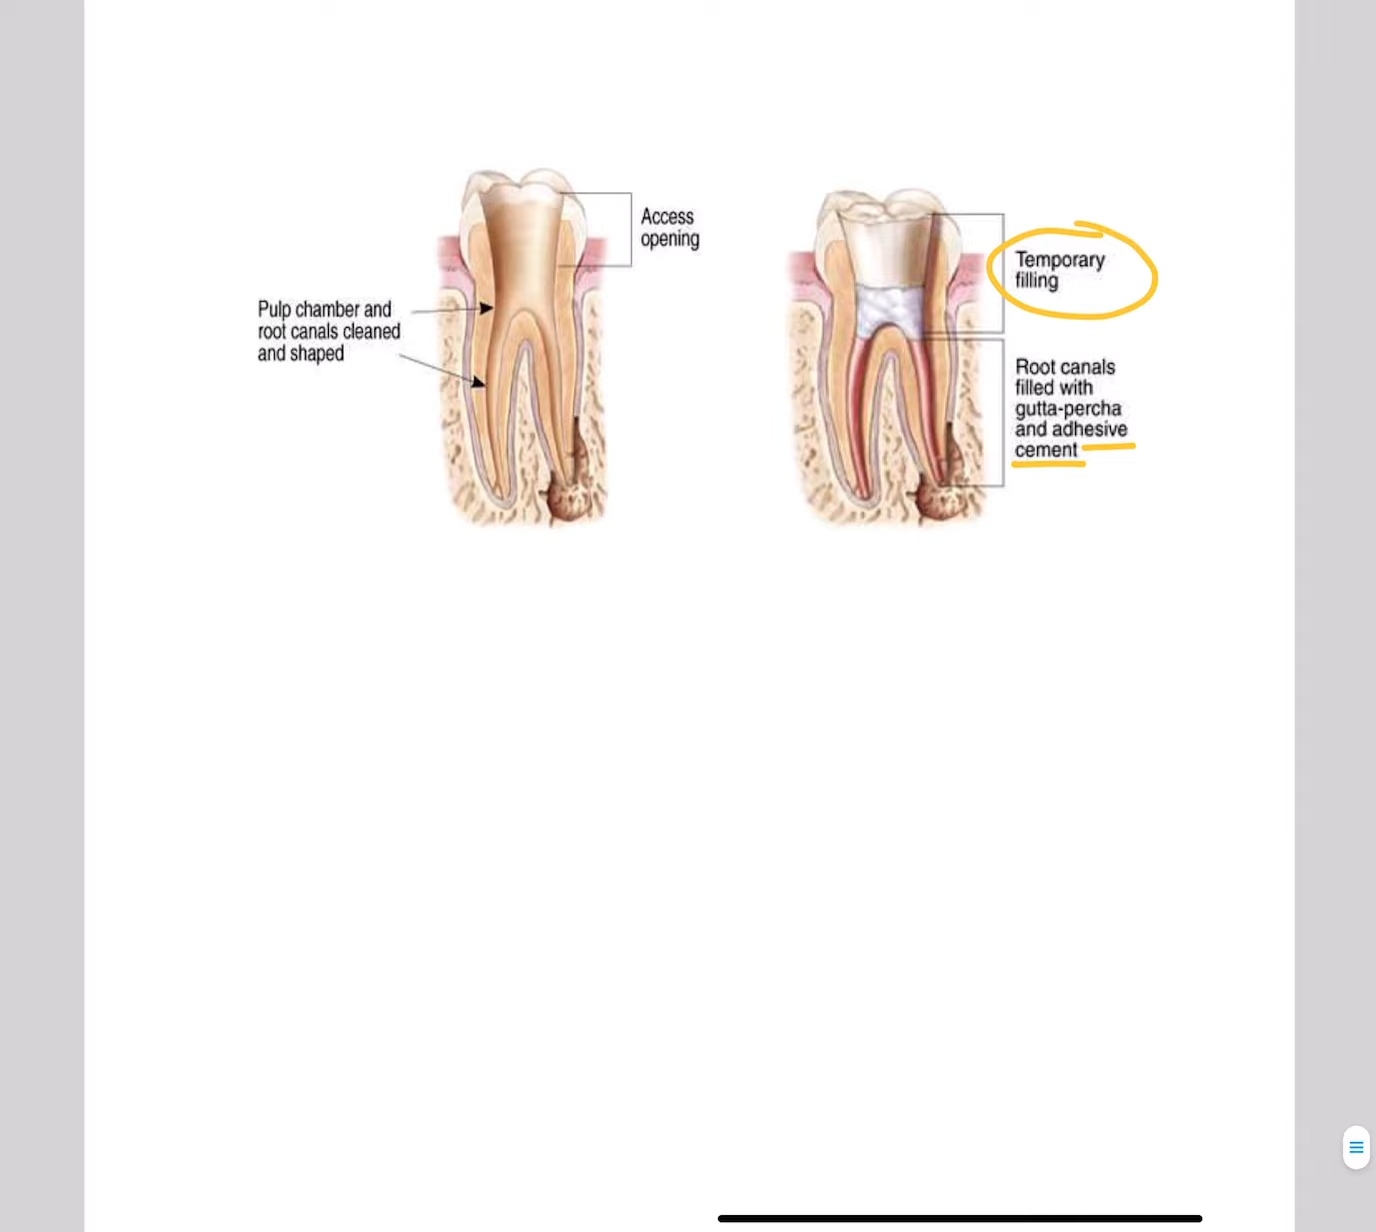 Access
opening
Pulp chamber and
root canals cleaned
and shaped
Temporary
filling
Root canals
filled with
gutta-percha
and adhesive
cement